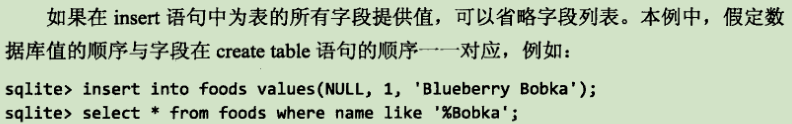 如果在 insert 语句中为表的所有字段提供值，可以省略字段列表。本例中，假定数
据库值的顺序与字段在 create table 语句的顺序一一对应，例如：
sqlite> insert into foods values(NULL, 1, 'Blueberry Bobka');
sqlite> select * from foods where name like '%Bobka';